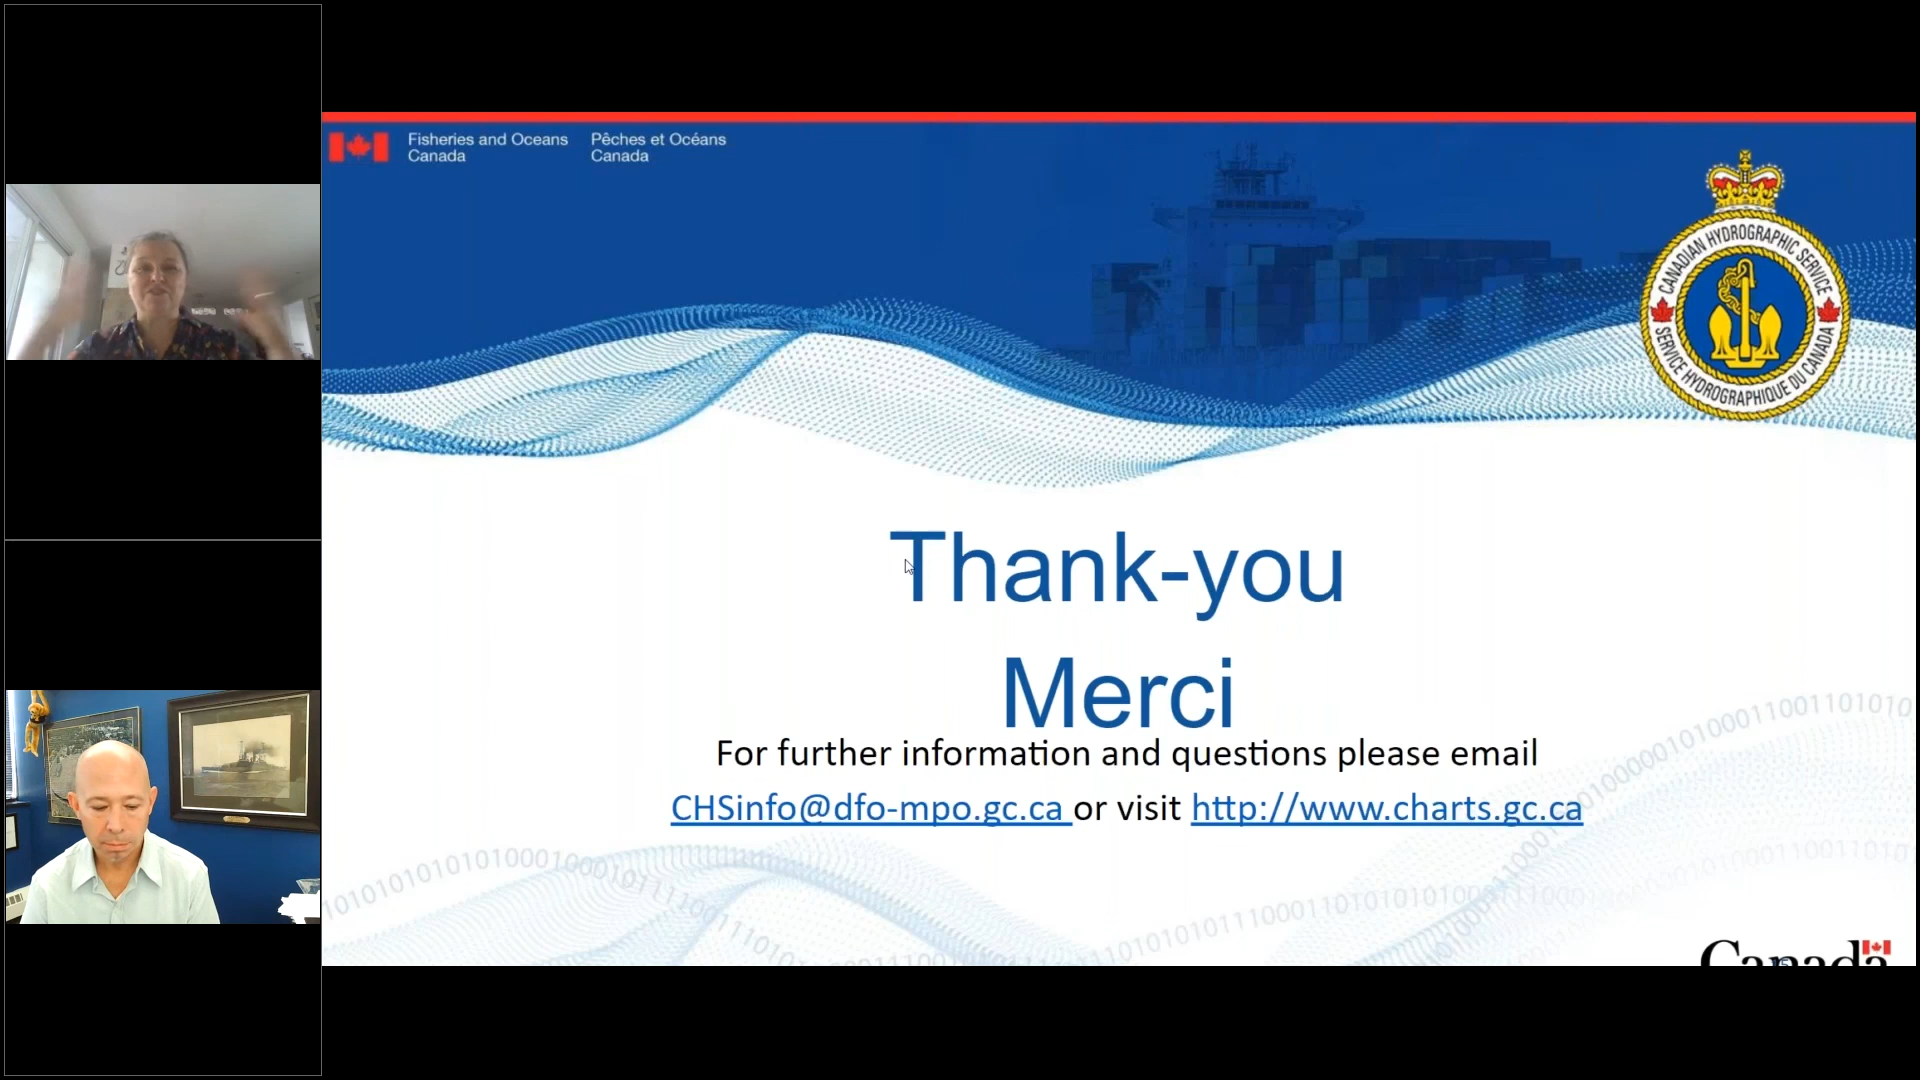 Fisheries and Oceans
Canada
Pêches et Océans
Canada
CANADIAN HYDROGRAPHIC SERVICE
SERVICE HYDROGRAPHIQUE DU CANADA
Thank-you
Merci
For further information and questions please email
CHSinfo@dfo-mpo.gc.ca or visit http://www.charts.gc.ca
Canada